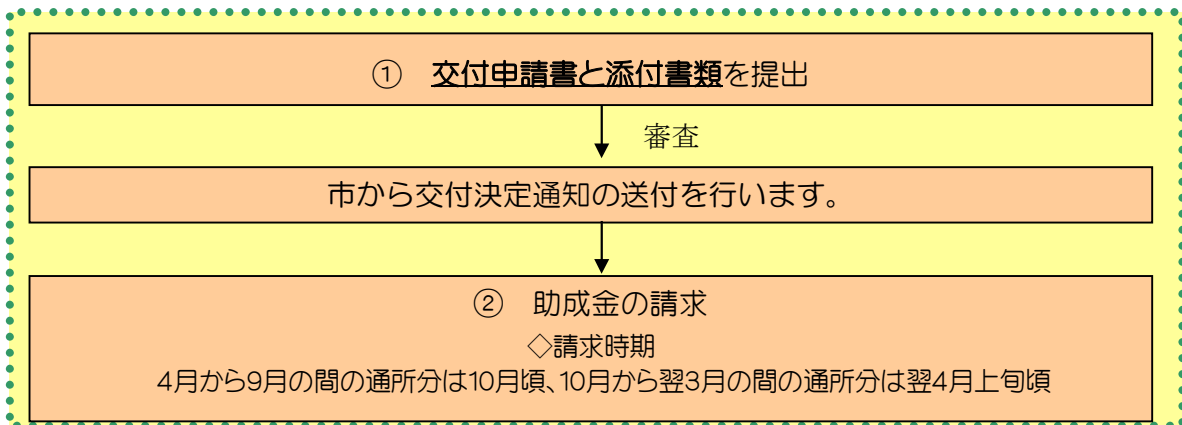 ① 交付申請書と添付書類を提出
審査
市から交付決定通知の送付を行います。
② 助成金の請求
◇請求時期
4月から9月の間の通所分は10月頃、10月から翌3月の間の通所分は翌4月上旬頃